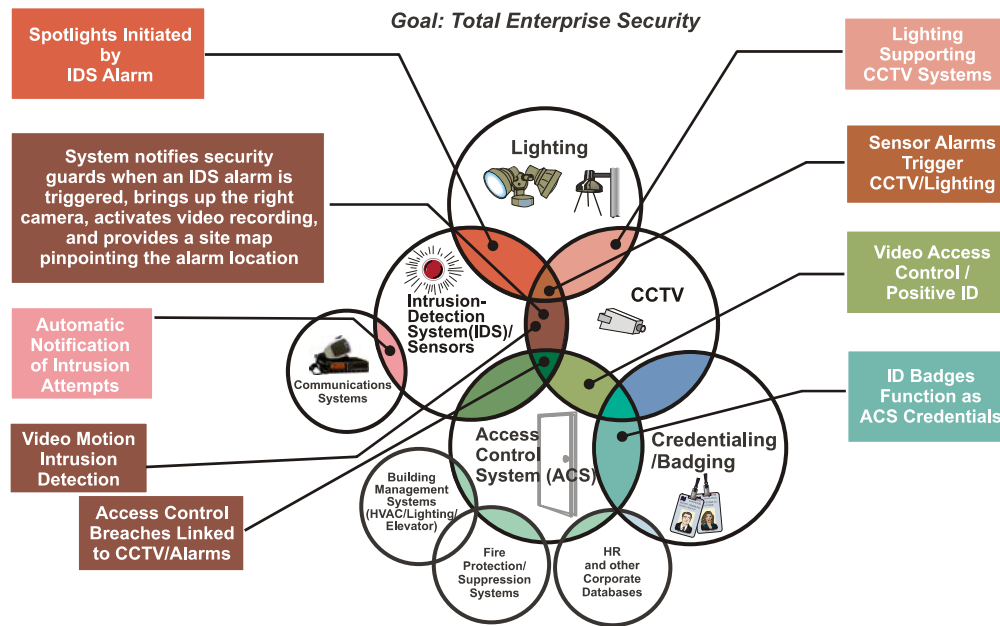 Goal: Total Enterprise Security
Spotlights Initiated
by
IDS Alarm
Lighting
Supporting
CCTV Systems
System notifies security
guards when an IDS alarm is
triggered, brings up the right
camera, activates video recording,
and provides a site map
pinpointing the alarm location
Sensor Alarms
Trigger
CCTV/Lighting
Lighting
Video Access
Control /
Positive ID
Intrusion-
Detection
System(IDS)/
Sensors
CCTV
Automatic
Notification
of Intrusion
Attempts
Communications
Systems
ID Badges
Function as
ACS Credentials
Video Motion
Intrusion
Detection
Access
Control
System (ACS)
Credentialing
/Badging
Access Control
Breaches Linked
to CCTV/Alarms
Building
Management
Systems
(HVAC/Lighting/
Elevator)
Fire
Protection/
Suppression
Systems
HR
and other
Corporate
Databases